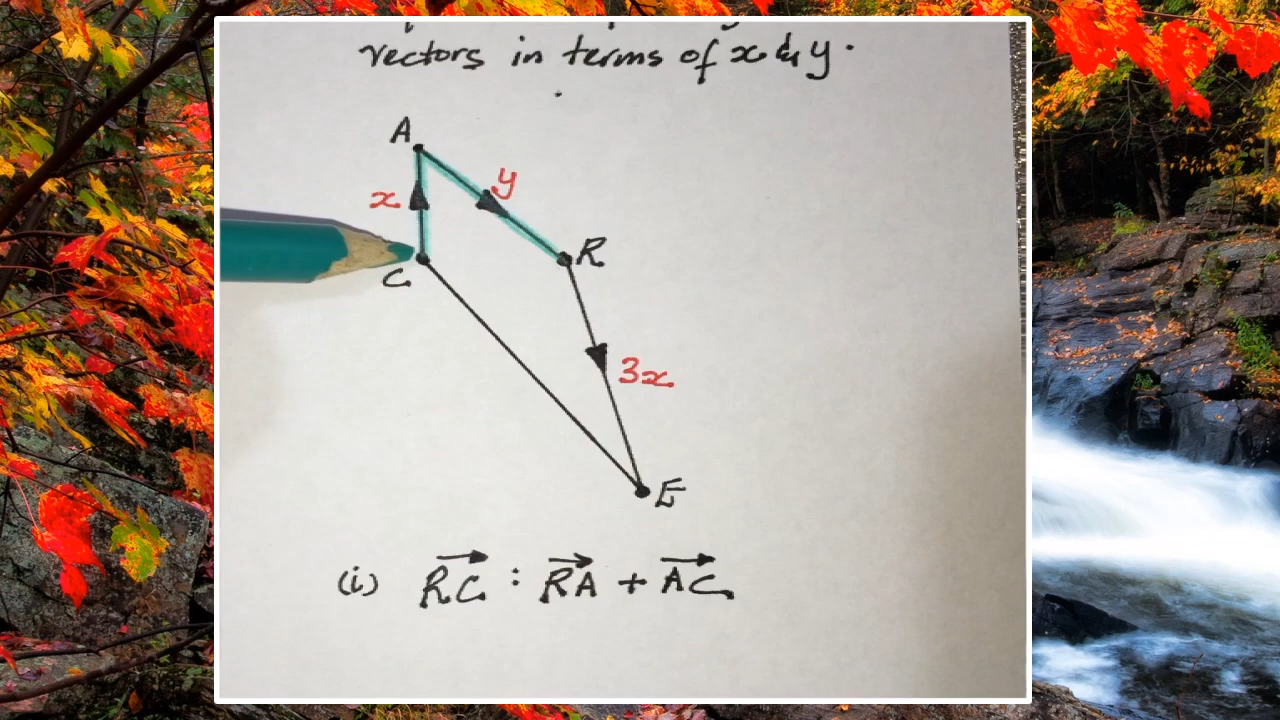 vectors in terms of x & y.
A
x
y
R
C
3x
E
(i) RC : RA + AC